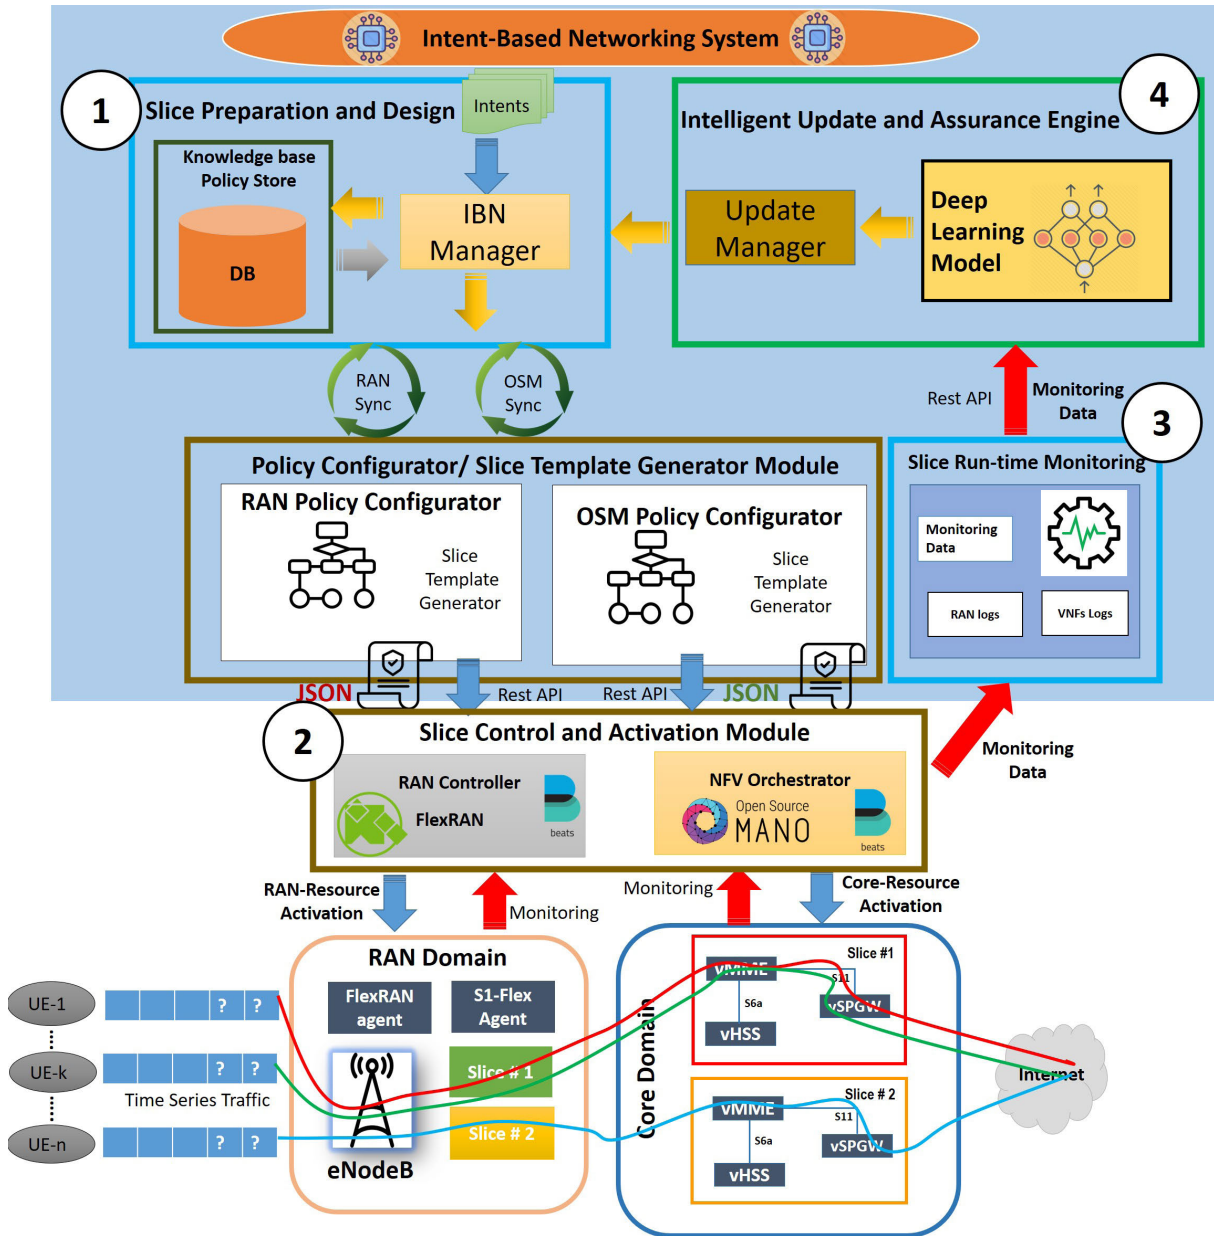 Intent-Based Networking System
1
Slice Preparation and Design
Intents
Knowledge base
Policy Store
DB
IBN
Manager
4
Intelligent Update and Assurance Engine
Update
Manager
Deep
Learning
Model
RAN
Sync
OSM
Sync
Rest API
Monitoring
Data
3
Policy Configurator/ Slice Template Generator Module
RAN Policy Configurator
Slice
Template
Generator
OSM Policy Configurator
Slice
Template
Generator
Slice Run-time Monitoring
Monitoring
Data
RAN logs
VNFs Logs
JSON
Rest API
Rest API
JSON
2
Slice Control and Activation Module
RAN Controller
FlexRAN
beats
NFV Orchestrator
Open Source
MANO
beats
Monitoring
Data
RAN-Resource
Activation
Monitoring
Monitoring
Core-Resource
Activation
RAN Domain
FlexRAN
agent
S1-Flex
Agent
Slice # 1
Slice # 2
eNodeB
UE-1
? ?
UE-k
? ?
Time Series Traffic
UE-n
? ?
Core Domain
Slice #1
vMME
S11
S6a
vSPGW
vHSS
Slice # 2
vMME
S11
S6a
vSPGW
vHSS
Internet